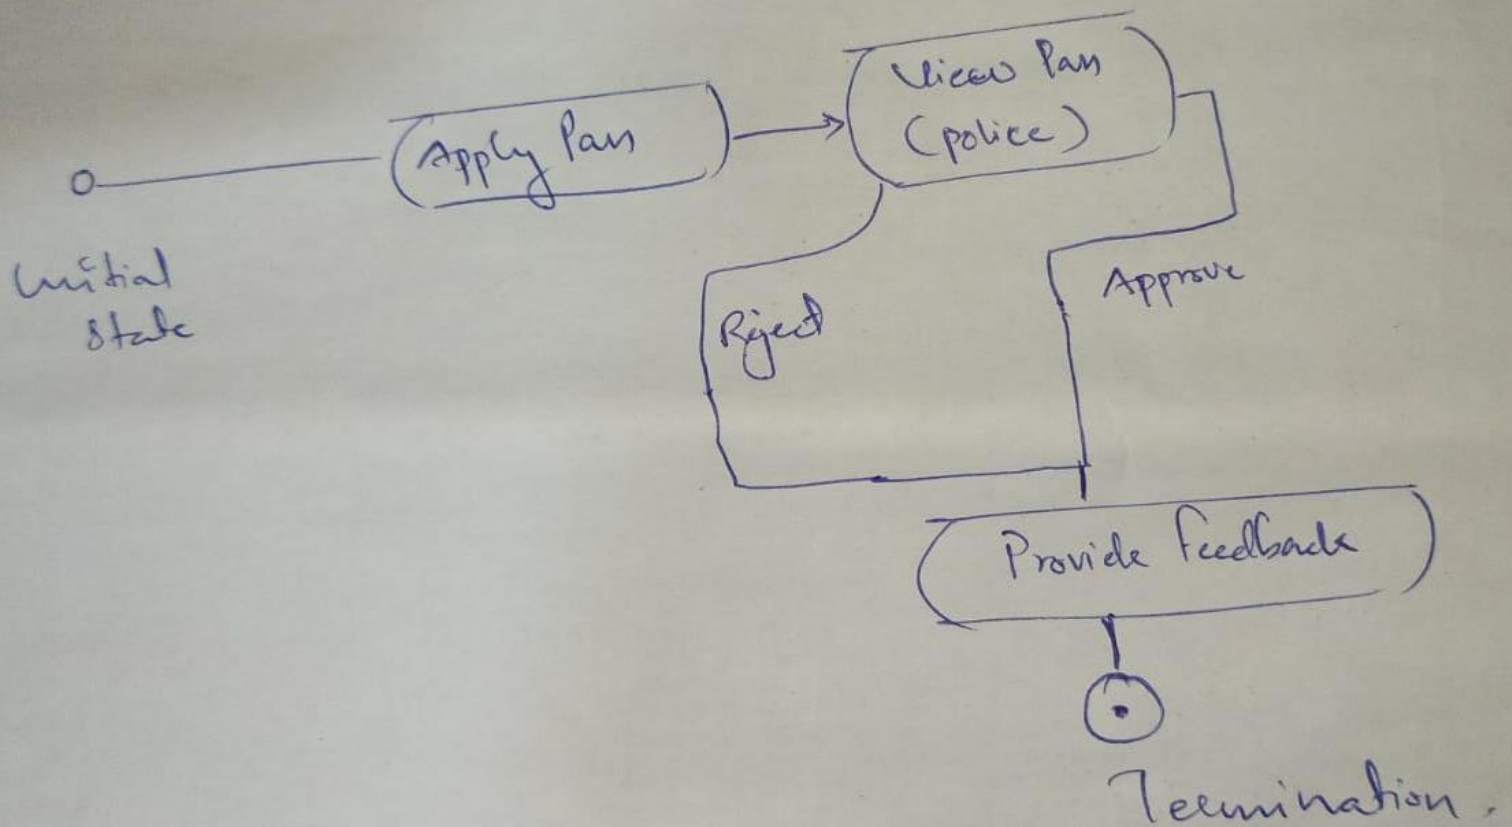 View Pass
(police)
Apply Pass
Initial
State
Reject
Approve
Provide Feedback
Termination.